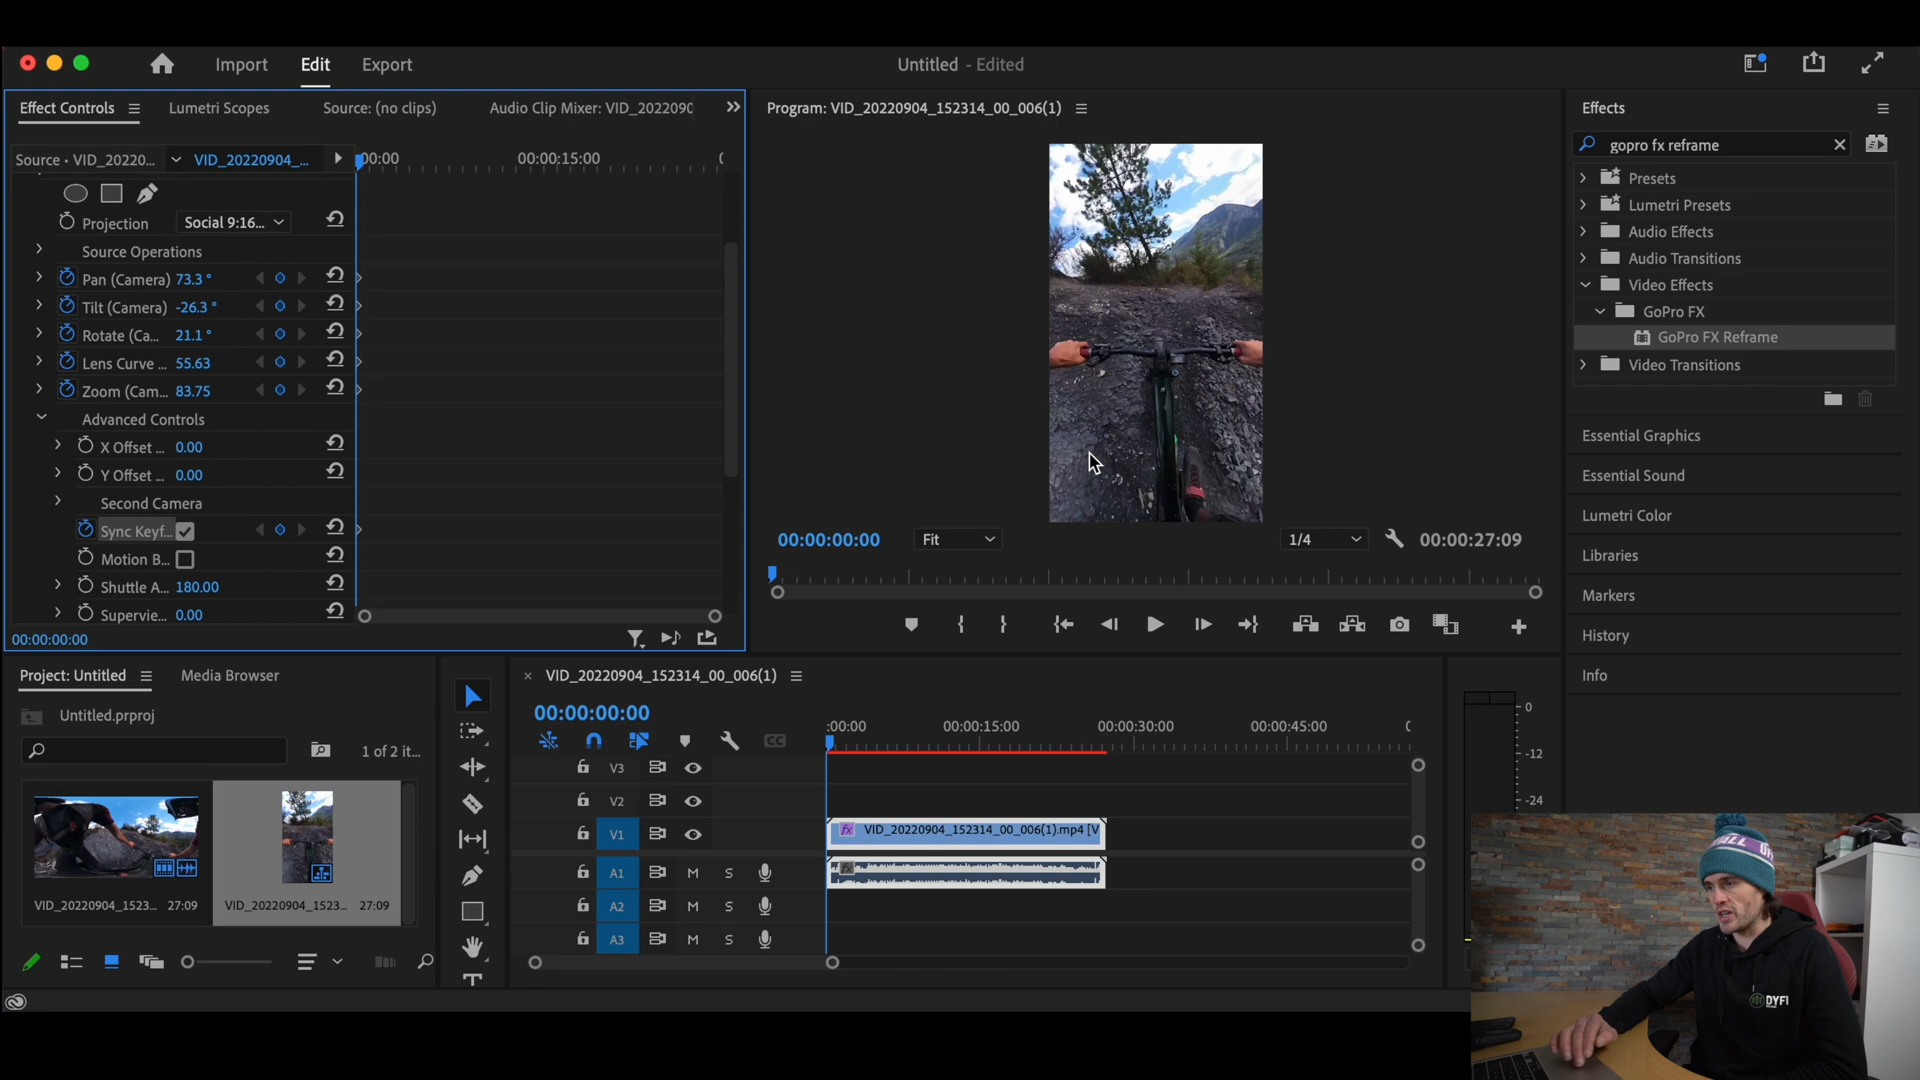 Import
Edit
Export
Untitled - Edited
Effect Controls
Lumetri Scopes
Source: (no clips)
Audio Clip Mixer: VID_2022090
Source • VID_20220...
VID_20220904_...
00:00
00:00:15:00
Projection
Social 9:16...
Source Operations
Pan (Camera) 73.3 °
Tilt (Camera) -26.3 °
Rotate (Ca... 21.1 °
Lens Curve ... 55.63
Zoom (Cam... 83.75
Advanced Controls
X Offset ... 0.00
Y Offset ... 0.00
Second Camera
Sync Keyf...
Motion B...
Shuttle A... 180.00
Supervie... 0.00
00:00:00:00
Program: VID_20220904_152314_00_006(1)
00:00:00:00
Fit
1/4
00:00:27:09
Effects
gopro fx reframe
Presets
Lumetri Presets
Audio Effects
Audio Transitions
Video Effects
GoPro FX
GoPro FX Reframe
Video Transitions
Essential Graphics
Essential Sound
Lumetri Color
Libraries
Markers
History
Info
Project: Untitled
Media Browser
Untitled.prproj
1 of 2 it...
VID_20220904_1523... 27:09
VID_20220904_1523... 27:09
VID_20220904_152314_00_006(1)
00:00:00:00
:00:00
00:00:15:00
00:00:30:00
00:00:45:00
V3
V2
V1
VID_20220904_152314_00_006(1).mp4 [V
A1 M S
A2 M S
A3 M S
0
-12
-24
DYFI